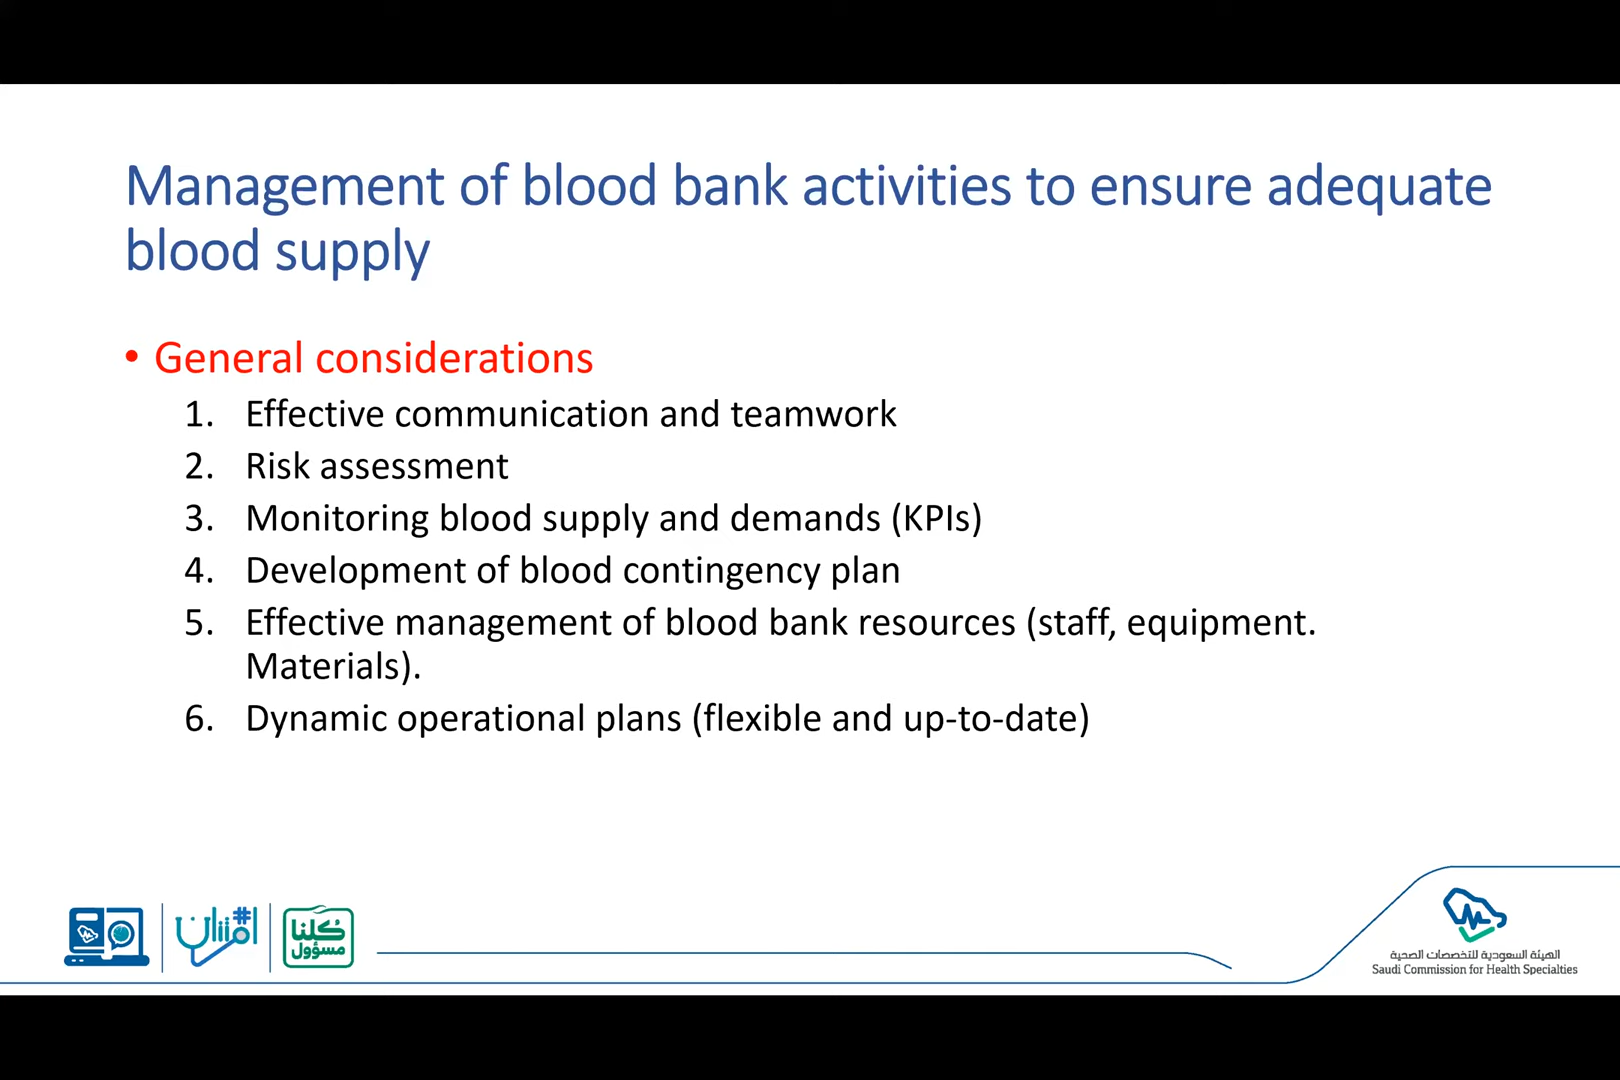 Management of blood bank activities to ensure adequate
blood supply
• General considerations
1. Effective communication and teamwork
2. Risk assessment
3. Monitoring blood supply and demands (KPIs)
4. Development of blood contingency plan
5. Effective management of blood bank resources (staff, equipment.
Materials).
6. Dynamic operational plans (flexible and up-to-date)
#امتنان
كلنا
مسؤول
الهيئة السعودية للتخصصات الصحية
Saudi Commission for Health Specialties